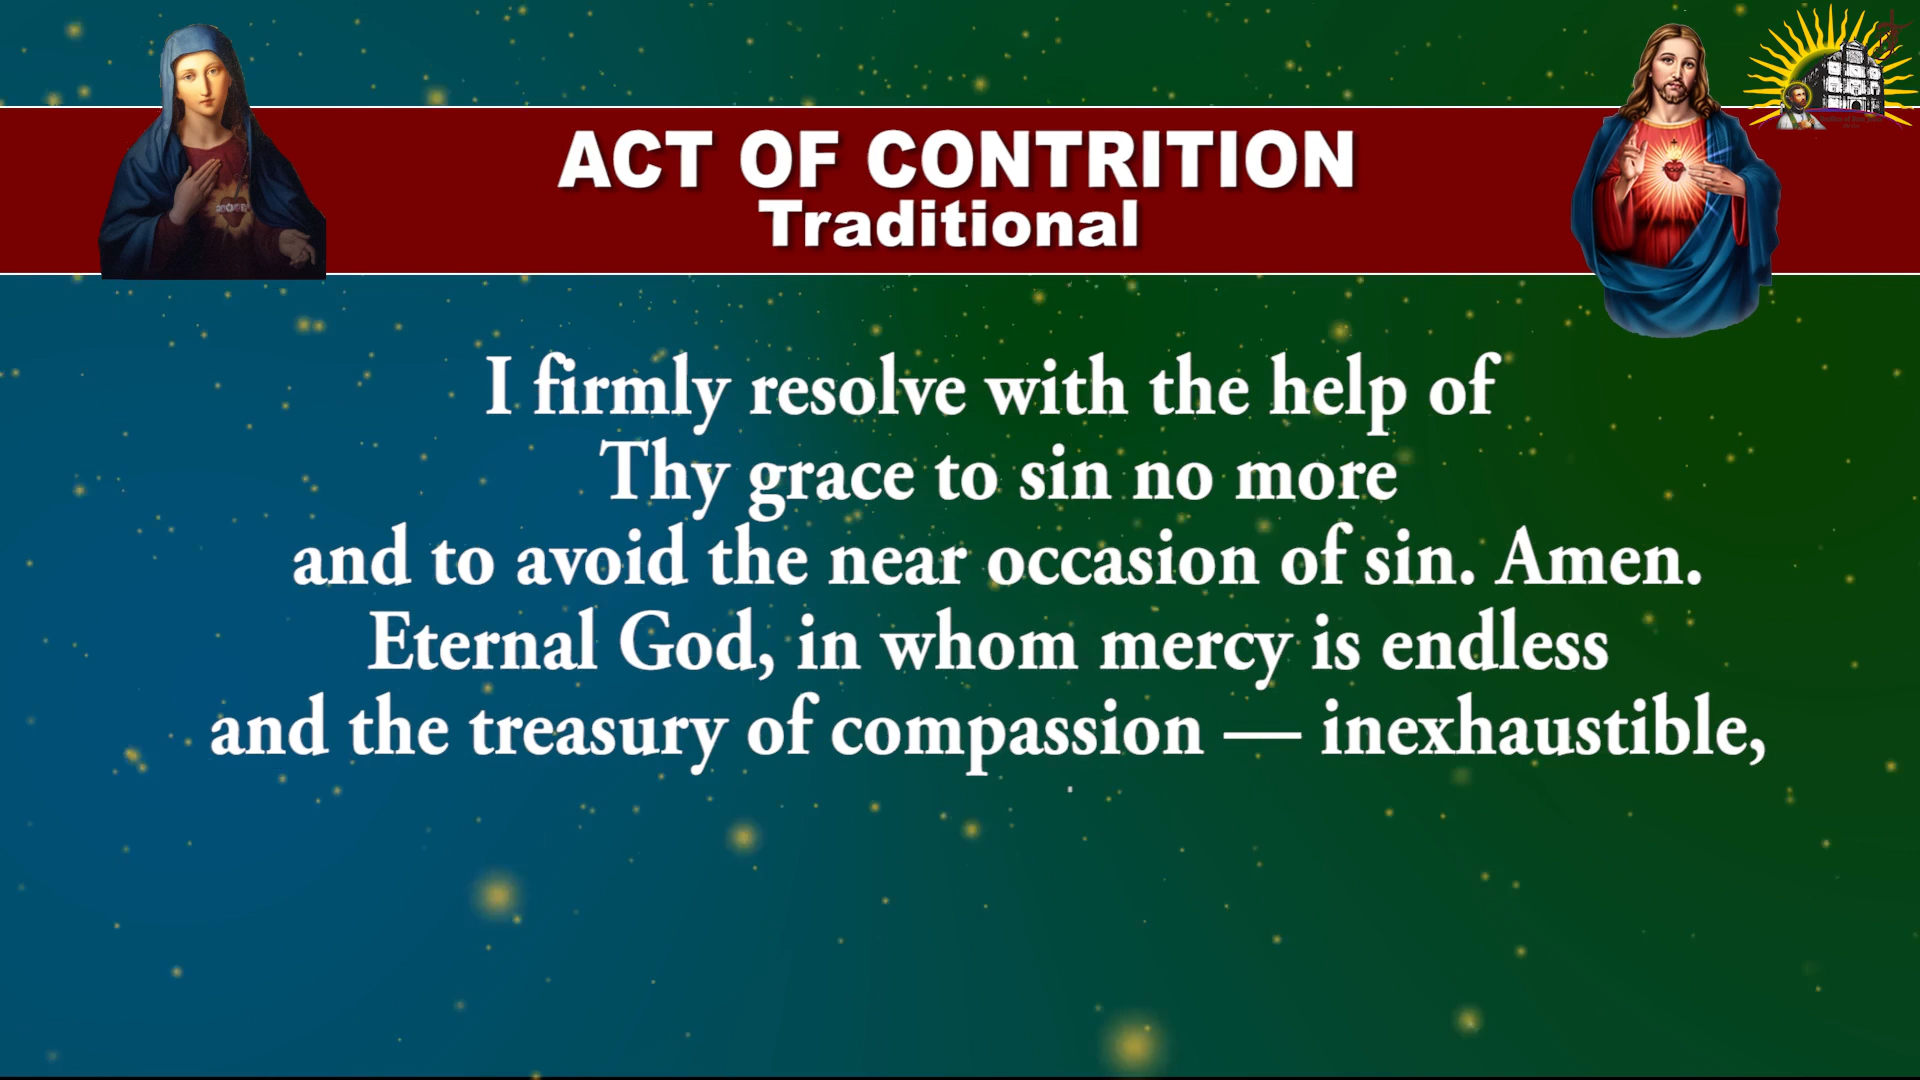 ACT OF CONTRITION
Traditional
I firmly resolve with the help of
Thy grace to sin no more
and to avoid the near occasion of sin. Amen.
Eternal God, in whom mercy is endless
and the treasury of compassion — inexhaustible,